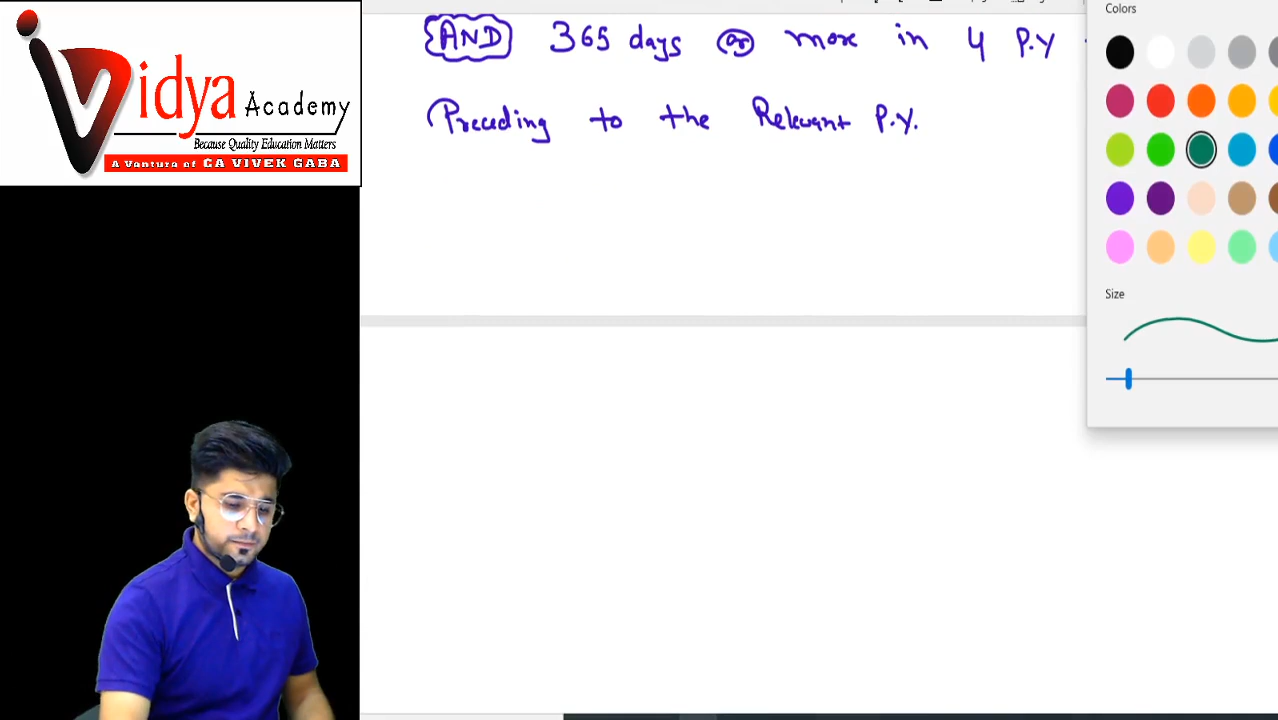 Vidya Academy
Because Quality Education Matters
A Ventura of CA VIVEK GABA
AND 365 days or more in 4 P.Y
Preceding to the Relevant P.Y.
Colors
Size